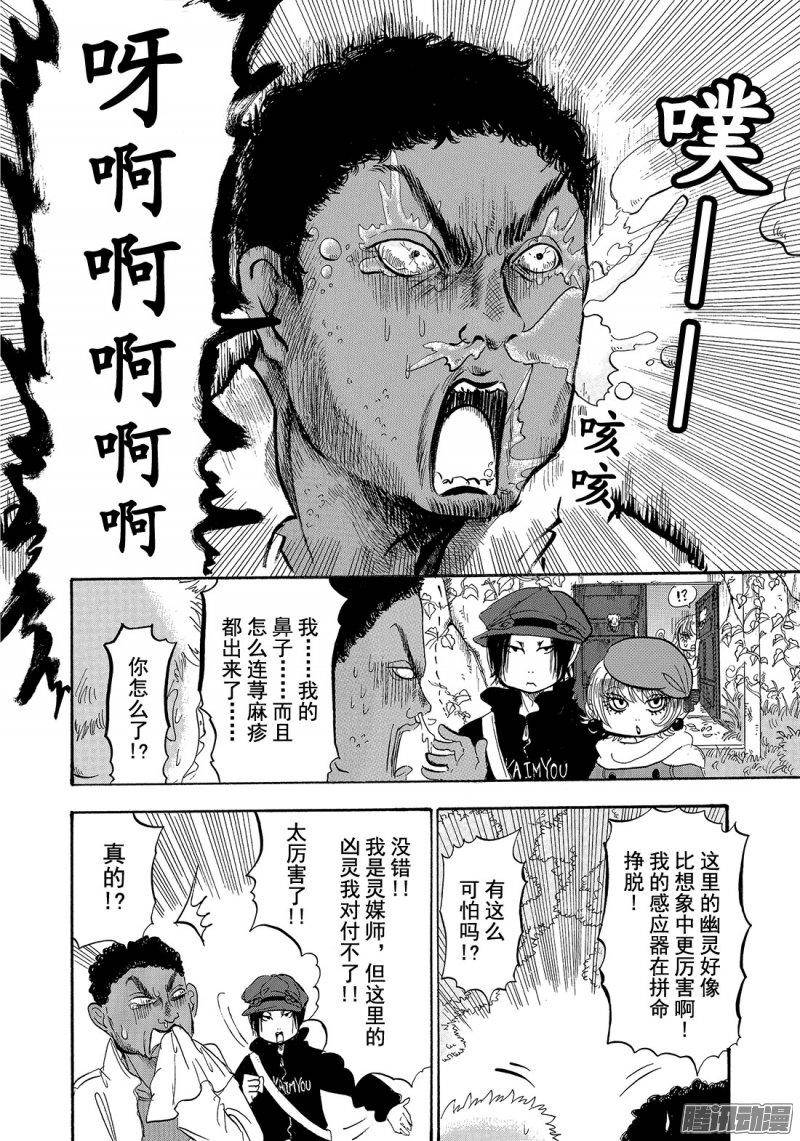 噗——
呀啊啊啊啊啊
咳咳
!?
KAIMYOU
我……我的
鼻子……而且
怎么连荨麻疹
都出来了……
你怎么了!?
这里的幽灵好像
比想象中更厉害啊！
我的感应器在拼命
挣脱！
有这么
可怕吗!?
没错!!
我是灵媒师，但这里的
凶灵我对付不了!!
太厉害了!!
真的!?
KAIMYOU
腾讯动漫